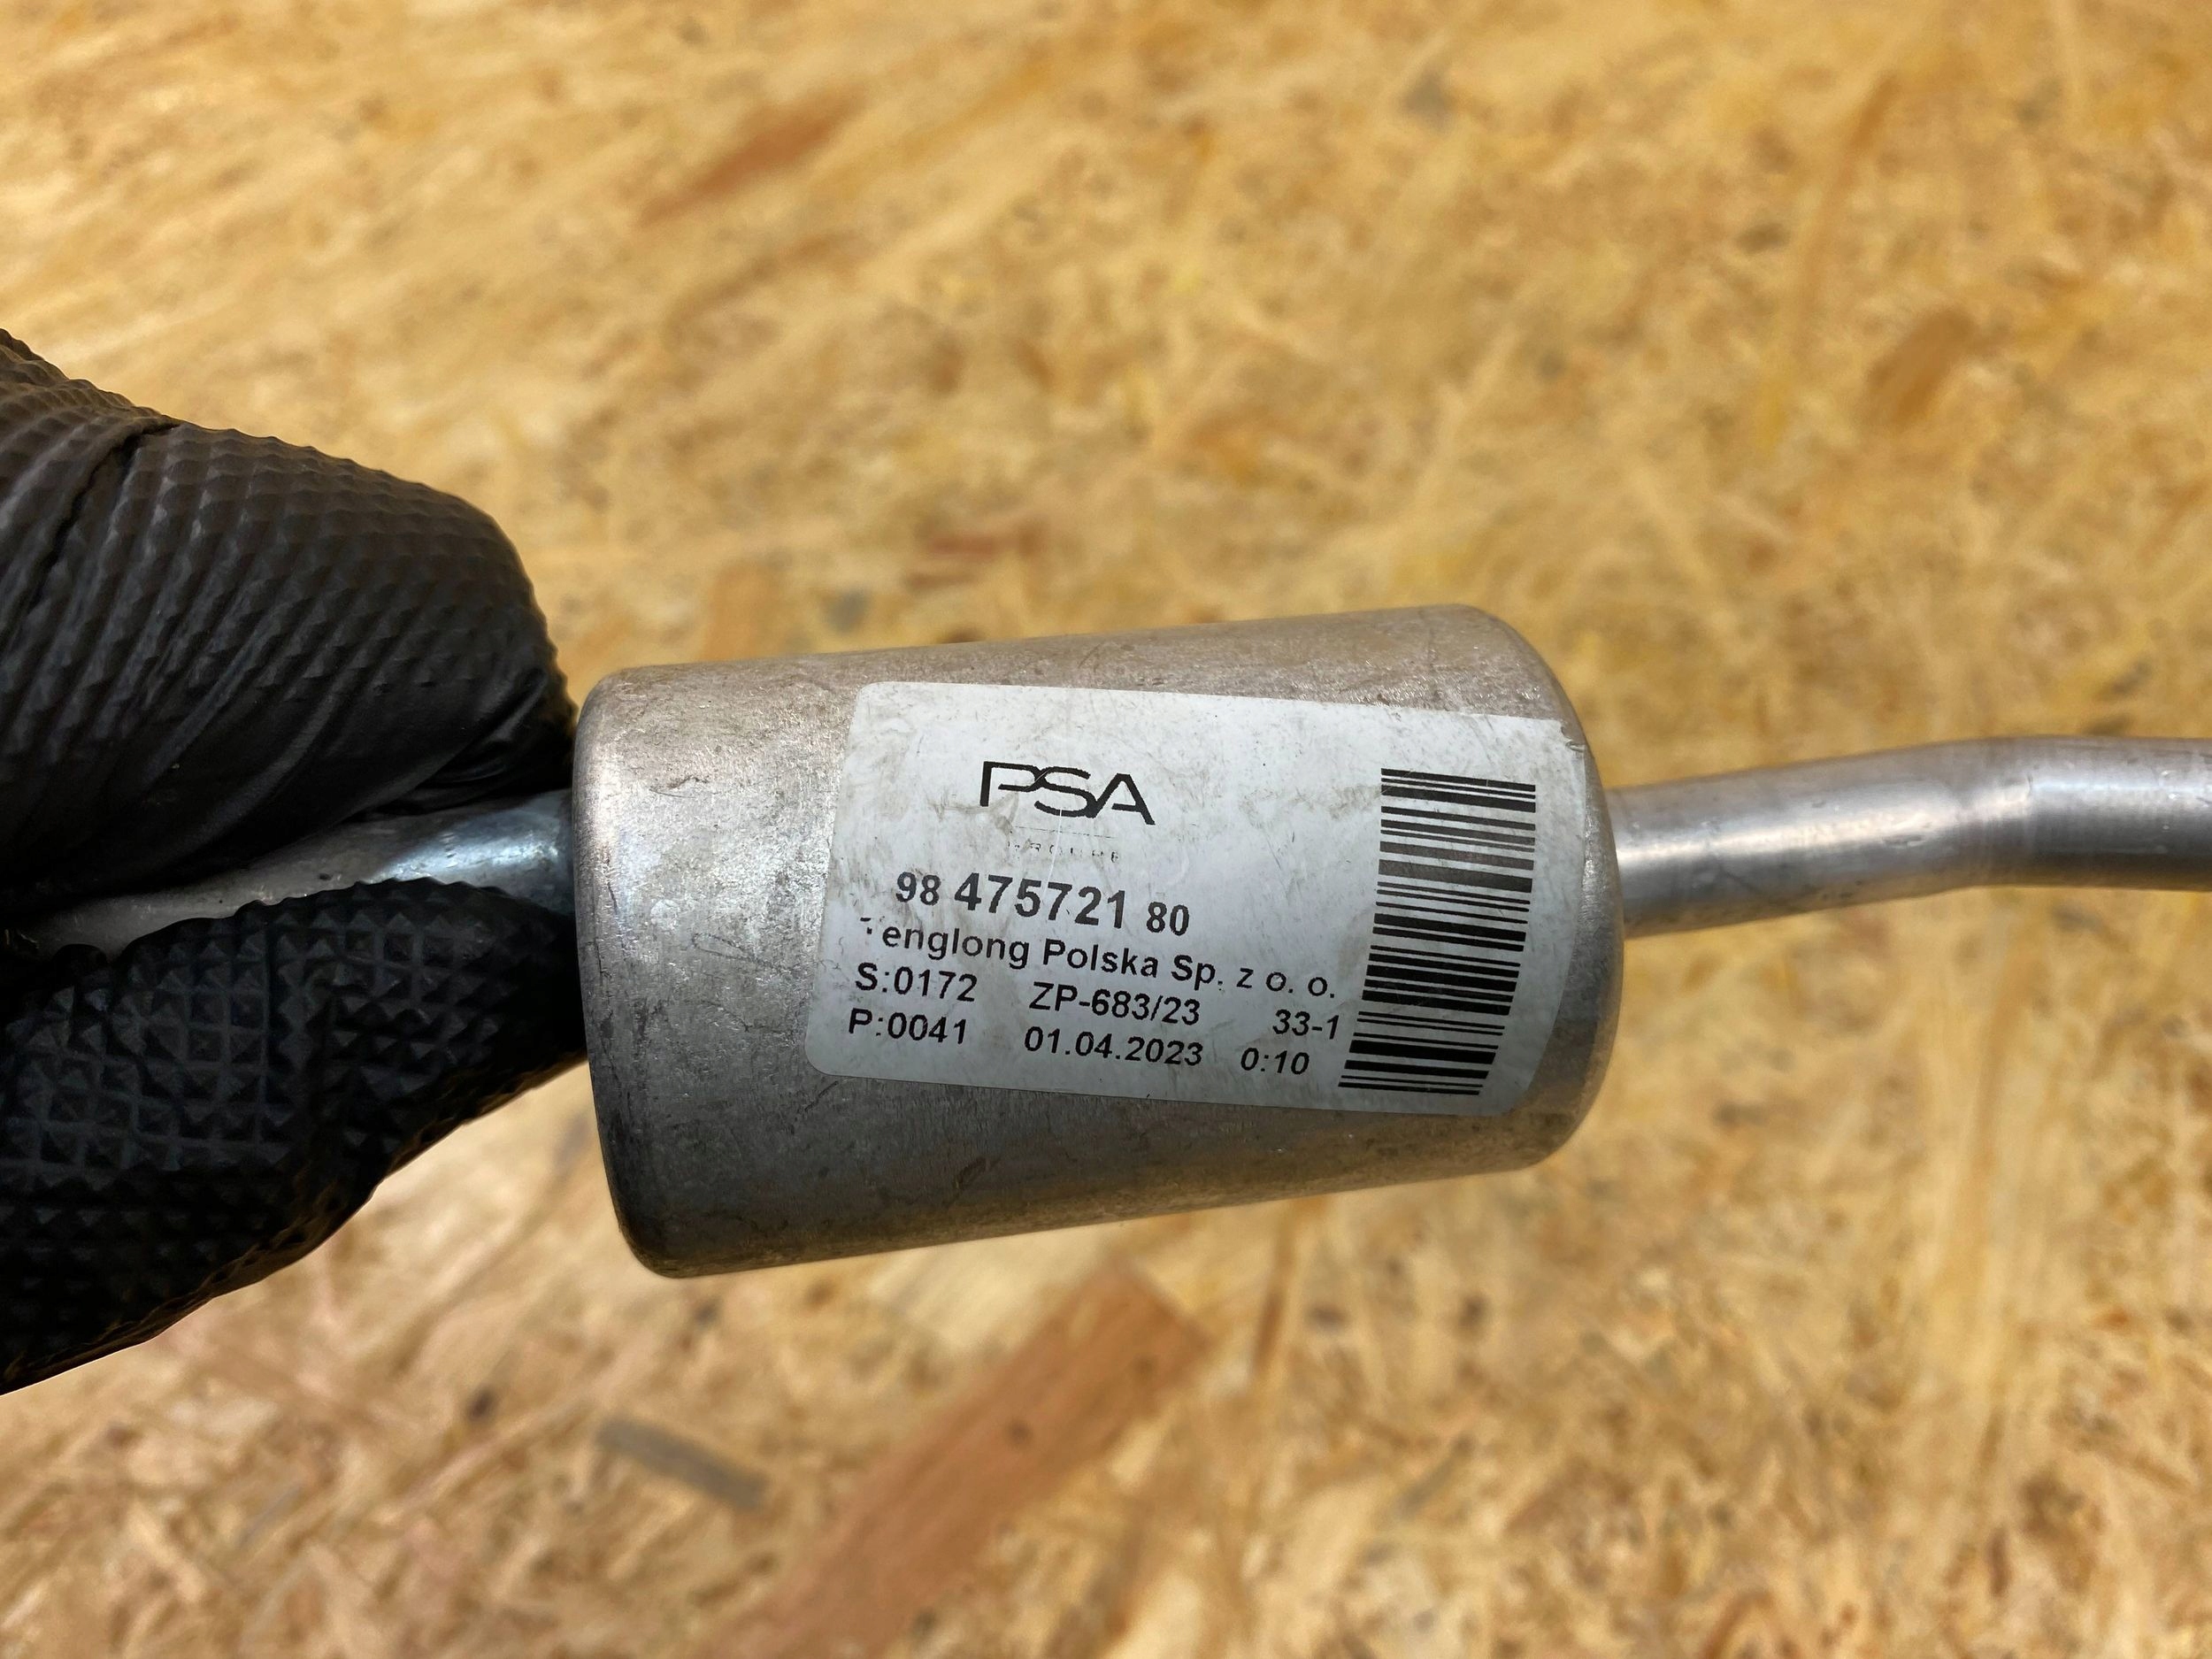 PSA
GROUPE
98 475721 80
Tenglong Polska Sp. z o. o.
S:0172 ZP-683/23 33-1
P:0041 01.04.2023 0:10